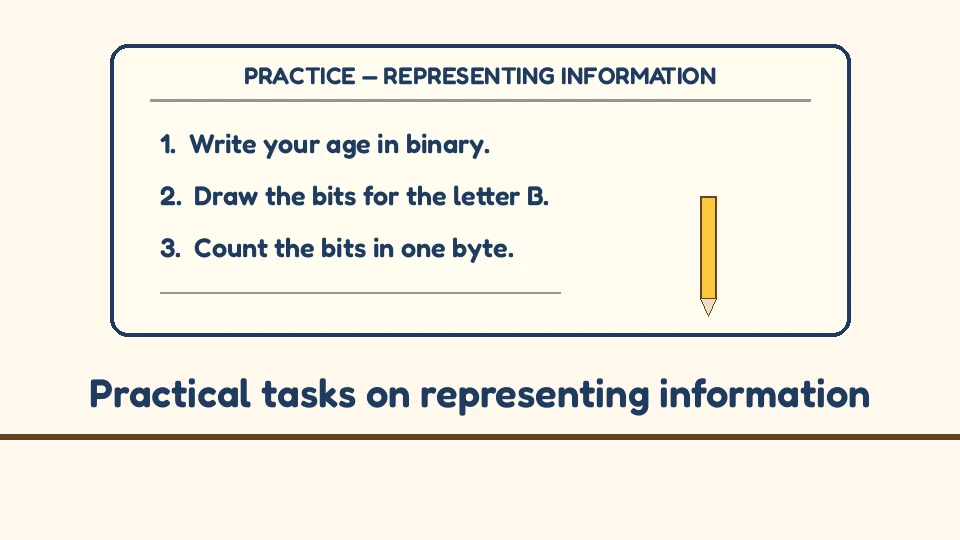 PRACTICE – REPRESENTING INFORMATION
1. Write your age in binary.
2. Draw the bits for the letter B.
3. Count the bits in one byte.
Practical tasks on representing information